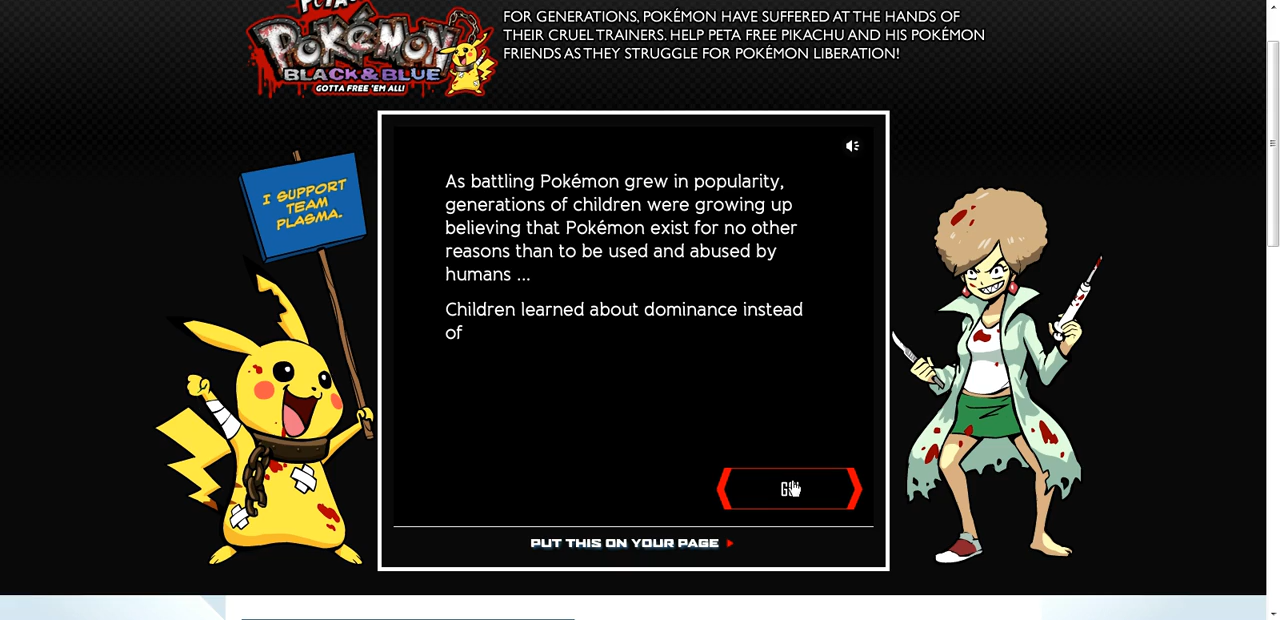 PETA'S
POKÉMON
BLACK & BLUE
GOTTA FREE 'EM ALL!
FOR GENERATIONS, POKÉMON HAVE SUFFERED AT THE HANDS OF
THEIR CRUEL TRAINERS. HELP PETA FREE PIKACHU AND HIS POKÉMON
FRIENDS AS THEY STRUGGLE FOR POKÉMON LIBERATION!
I SUPPORT
TEAM
PLASMA.
As battling Pokémon grew in popularity,
generations of children were growing up
believing that Pokémon exist for no other
reasons than to be used and abused by
humans ...
Children learned about dominance instead
of
PUT THIS ON YOUR PAGE